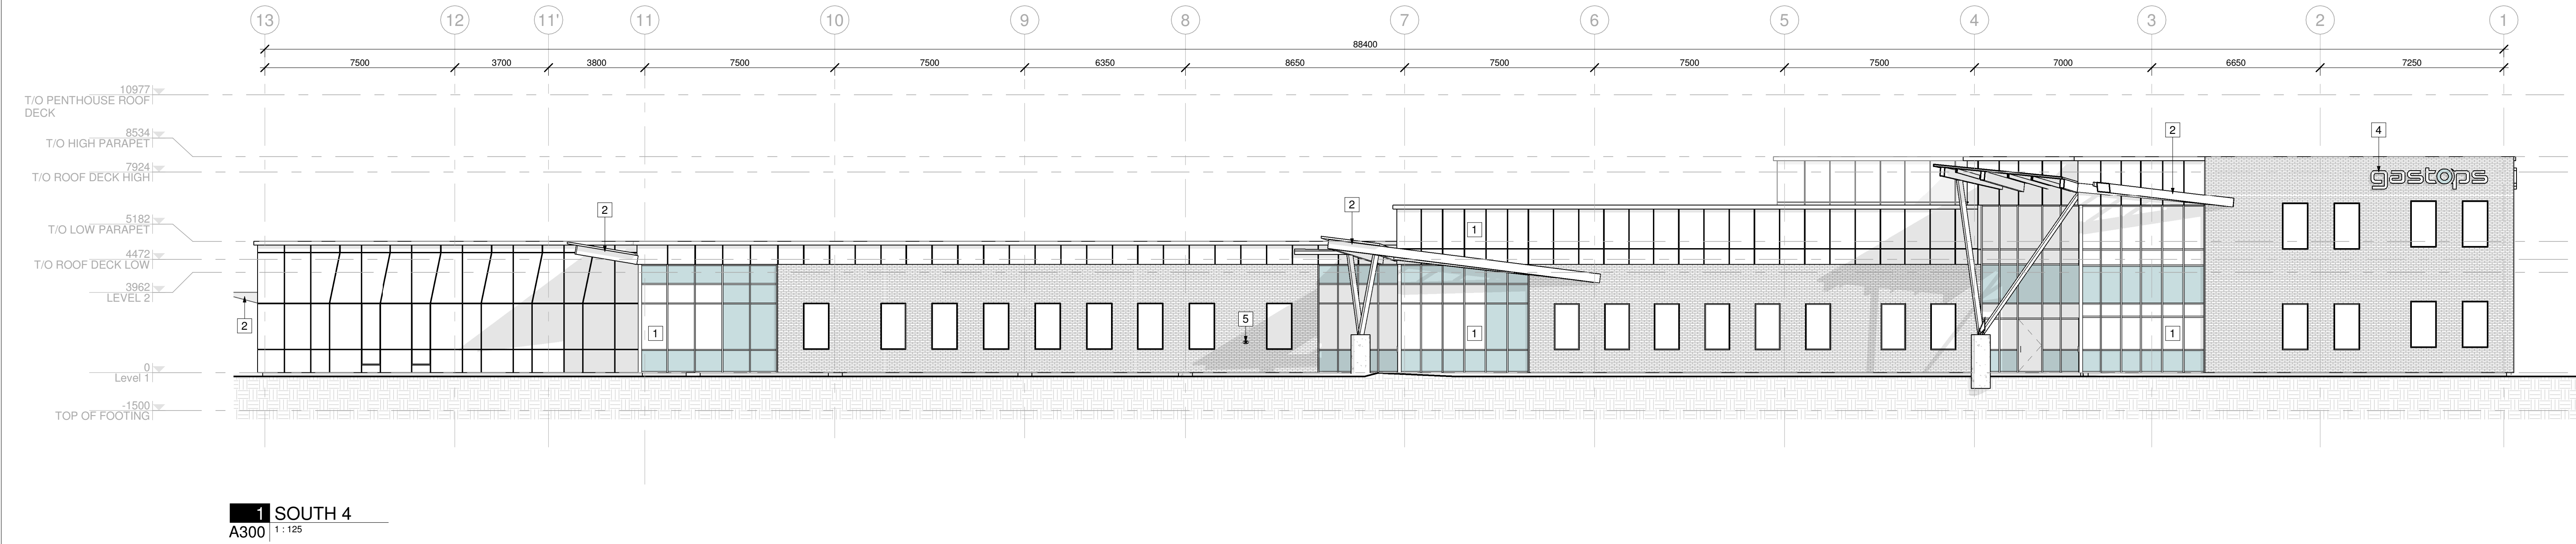 13 12 11' 11 10 9 8 7 6 5 4 3 2 1
88400
7500 3700 3800 7500 7500 6350 8650 7500 7500 7500 7000 6650 7250
10977
T/O PENTHOUSE ROOF
DECK
8534
T/O HIGH PARAPET
7924
T/O ROOF DECK HIGH
5182
T/O LOW PARAPET
4472
T/O ROOF DECK LOW
3962
LEVEL 2
0
Level 1
-1500
TOP OF FOOTING
2 4
gastops
2 2
1
2 5 1 1 1
1 SOUTH 4
A300 1 : 125